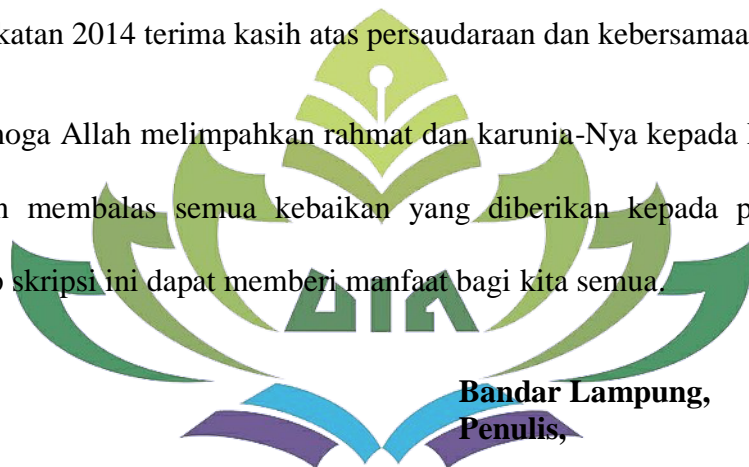 katan 2014 terima kasih atas persaudaraan dan kebersamaa
oga Allah melimpahkan rahmat dan karunia-Nya kepada
membalas semua kebaikan yang diberikan kepada
skripsi ini dapat memberi manfaat bagi kita semua.
Bandar Lampung,
Penulis,